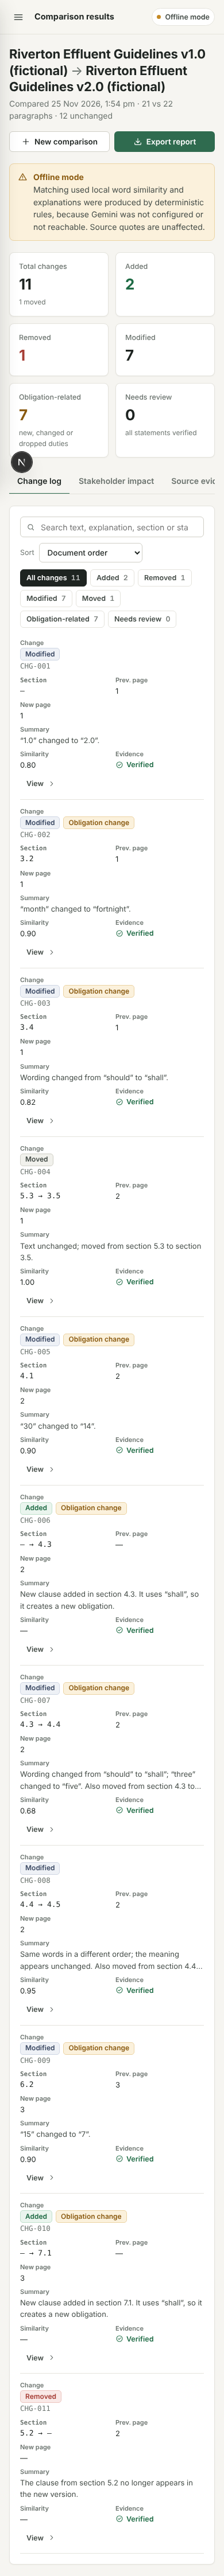 Comparison results
Offline mode
Riverton Effluent Guidelines v1.0
(fictional) → Riverton Effluent
Guidelines v2.0 (fictional)
Compared 25 Nov 2026, 1:54 pm · 21 vs 22
paragraphs · 12 unchanged
New comparison
Export report
Offline mode
Matching used local word similarity and
explanations were produced by deterministic
rules, because Gemini was not configured or
not reachable. Source quotes are unaffected.
Total changes
11
1 moved
Added
2
Removed
1
Modified
7
Obligation-related
7
new, changed or
dropped duties
Needs review
0
all statements verified
N
Change log
Stakeholder impact
Source evid
Search text, explanation, section or sta
Sort
Document order
All changes 11
Added 2
Removed 1
Modified 7
Moved 1
Obligation-related 7
Needs review 0
Change
Modified
CHG-001
Section
Prev. page
—
1
New page
1
Summary
“1.0” changed to “2.0”.
Similarity
Evidence
0.80
Verified
View
Change
Modified
Obligation change
CHG-002
Section
Prev. page
3.2
1
New page
1
Summary
“month” changed to “fortnight”.
Similarity
Evidence
0.90
Verified
View
Change
Modified
Obligation change
CHG-003
Section
Prev. page
3.4
1
New page
1
Summary
Wording changed from “should” to “shall”.
Similarity
Evidence
0.82
Verified
View
Change
Moved
CHG-004
Section
Prev. page
5.3 → 3.5
2
New page
1
Summary
Text unchanged; moved from section 5.3 to section
3.5.
Similarity
Evidence
1.00
Verified
View
Change
Modified
Obligation change
CHG-005
Section
Prev. page
4.1
2
New page
2
Summary
“30” changed to “14”.
Similarity
Evidence
0.90
Verified
View
Change
Added
Obligation change
CHG-006
Section
Prev. page
— → 4.3
—
New page
2
Summary
New clause added in section 4.3. It uses “shall”, so
it creates a new obligation.
Similarity
Evidence
—
Verified
View
Change
Modified
Obligation change
CHG-007
Section
Prev. page
4.3 → 4.4
2
New page
2
Summary
Wording changed from “should” to “shall”; “three”
changed to “five”. Also moved from section 4.3 to…
Similarity
Evidence
0.68
Verified
View
Change
Modified
CHG-008
Section
Prev. page
4.4 → 4.5
2
New page
2
Summary
Same words in a different order; the meaning
appears unchanged. Also moved from section 4.4…
Similarity
Evidence
0.95
Verified
View
Change
Modified
Obligation change
CHG-009
Section
Prev. page
6.2
3
New page
3
Summary
“15” changed to “7”.
Similarity
Evidence
0.90
Verified
View
Change
Added
Obligation change
CHG-010
Section
Prev. page
— → 7.1
—
New page
3
Summary
New clause added in section 7.1. It uses “shall”, so it
creates a new obligation.
Similarity
Evidence
—
Verified
View
Change
Removed
CHG-011
Section
Prev. page
5.2 → —
2
New page
—
Summary
The clause from section 5.2 no longer appears in
the new version.
Similarity
Evidence
—
Verified
View